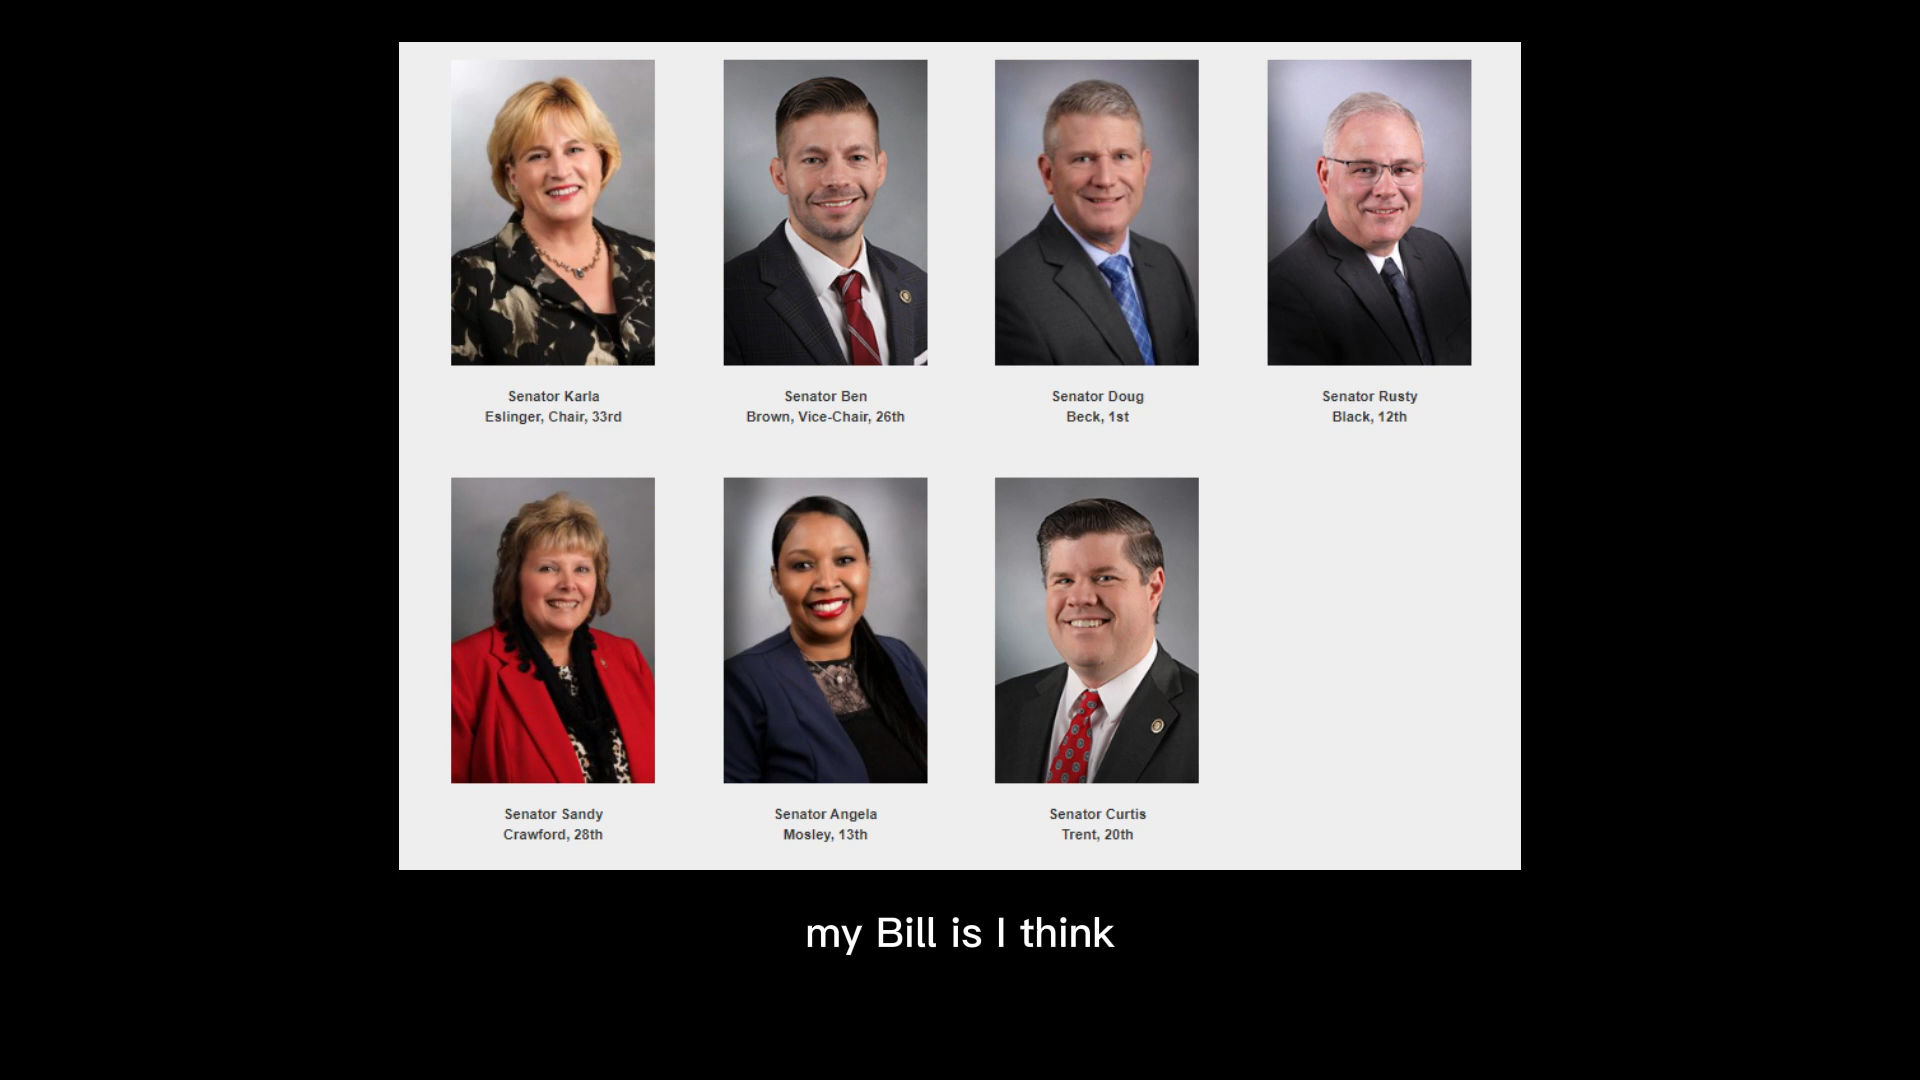 Senator Karla
Eslinger, Chair, 33rd
Senator Ben
Brown, Vice-Chair, 26th
Senator Doug
Beck, 1st
Senator Rusty
Black, 12th
Senator Sandy
Crawford, 28th
Senator Angela
Mosley, 13th
Senator Curtis
Trent, 20th
my Bill is I think